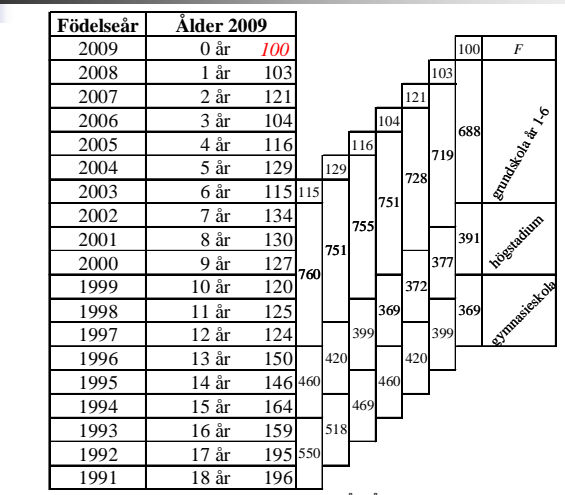 Födelseår Ålder 2009
2009 0 år 100 100 F
2008 1 år 103 103
2007 2 år 121 121
2006 3 år 104 104 688
2005 4 år 116 116 719 grundskola år 1-6
2004 5 år 129 129 728
2003 6 år 115 115 751
2002 7 år 134 755
2001 8 år 130 751 391 högstadium
2000 9 år 127 760 377
1999 10 år 120 372
1998 11 år 125 369 369 gymnasieskola
1997 12 år 124 399 399
1996 13 år 150 420 420
1995 14 år 146 460 460
1994 15 år 164 469
1993 16 år 159 518
1992 17 år 195 550
1991 18 år 196